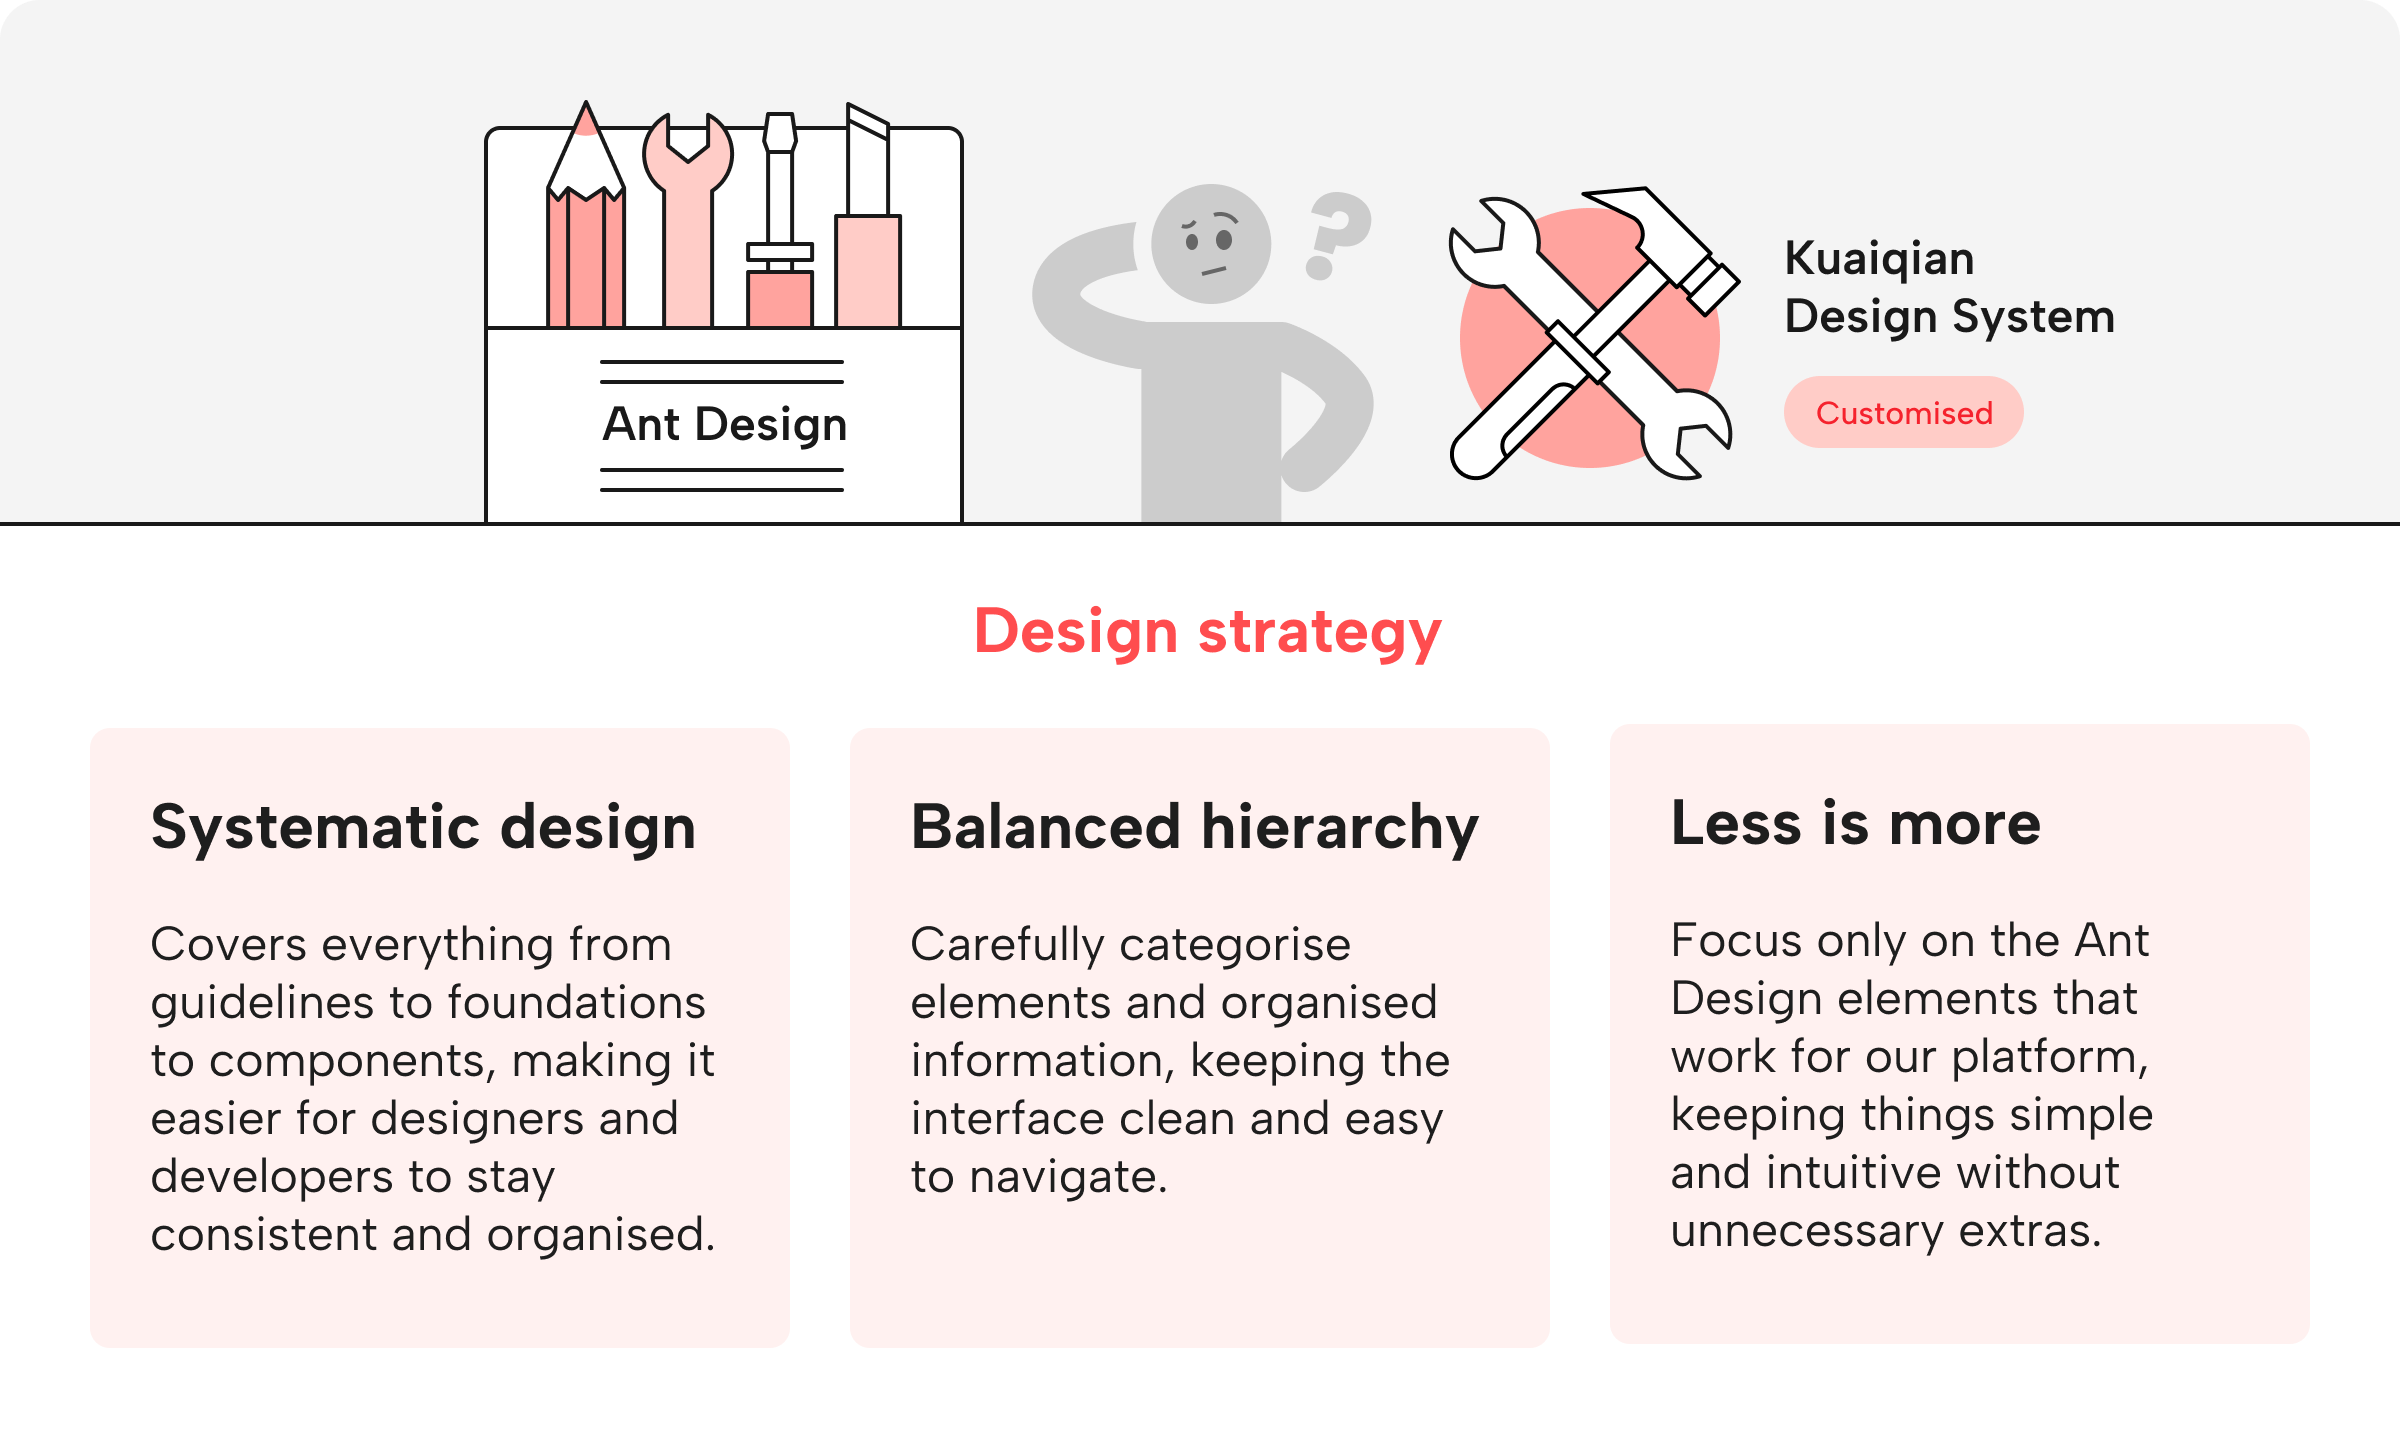 Ant Design
?
Kuaiqian
Design System
Customised
Design strategy
Systematic design
Covers everything from
guidelines to foundations
to components, making it
easier for designers and
developers to stay
consistent and organised.
Balanced hierarchy
Carefully categorise
elements and organised
information, keeping the
interface clean and easy
to navigate.
Less is more
Focus only on the Ant
Design elements that
work for our platform,
keeping things simple
and intuitive without
unnecessary extras.